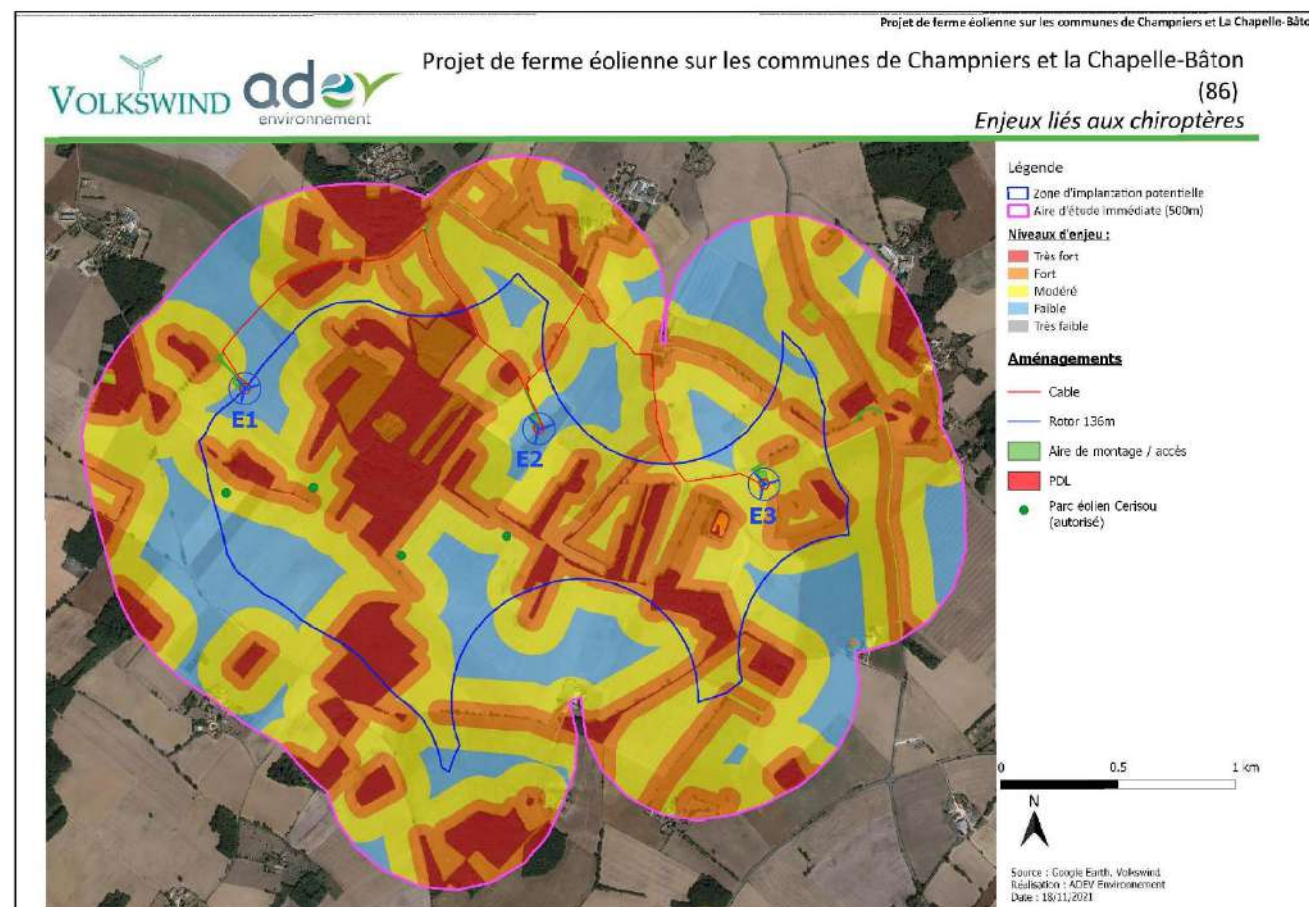 Projet de ferme éolienne sur les communes de Champniers et La Chapelle-Bâto
VOLKSWIND
adev
environnement
Projet de ferme éolienne sur les communes de Champniers et la Chapelle-Bâton
(86)
Enjeux liés aux chiroptères
Légende
Zone d'implantation potentielle
Aire d'étude immédiate (500m)
Niveaux d'enjeu :
Très fort
Fort
Modéré
Faible
Très faible
Aménagements
Cable
Rotor 136m
Aire de montage / accès
PDL
Parc éolien Cerisou
(autorisé)
E1
E2
E3
0 0.5 1 km
N
Source : Google Earth, Volkswind
Réalisation : ADEV Environnement
Date : 18/11/2021